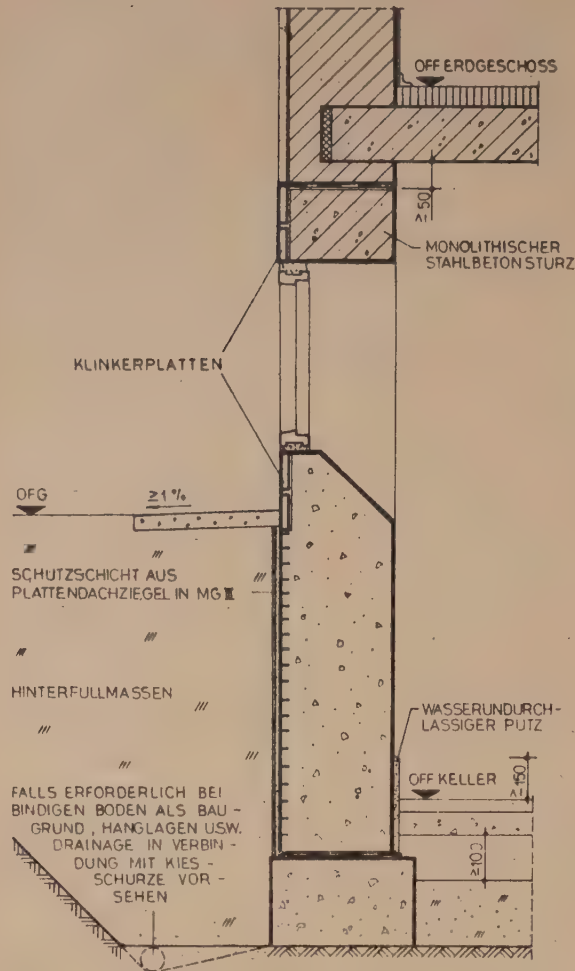 OFF ERDGESCHOSS
≥50
MONOLITHISCHER
STAHLBETONSTURZ
KLINKERPLATTEN
OFG
≥1%
SCHUTZSCHICHT AUS
PLATTENDACHZIEGEL IN MG III
HINTERFULLMASSEN
WASSERUNDURCH-
LASSIGER PUTZ
OFF KELLER
≥150
≥100
FALLS ERFORDERLICH BEI
BINDIGEN BODEN ALS BAU-
GRUND, HANGLAGEN USW.
DRAINAGE IN VERBIN-
DUNG MIT KIES-
SCHURZE VOR-
SEHEN